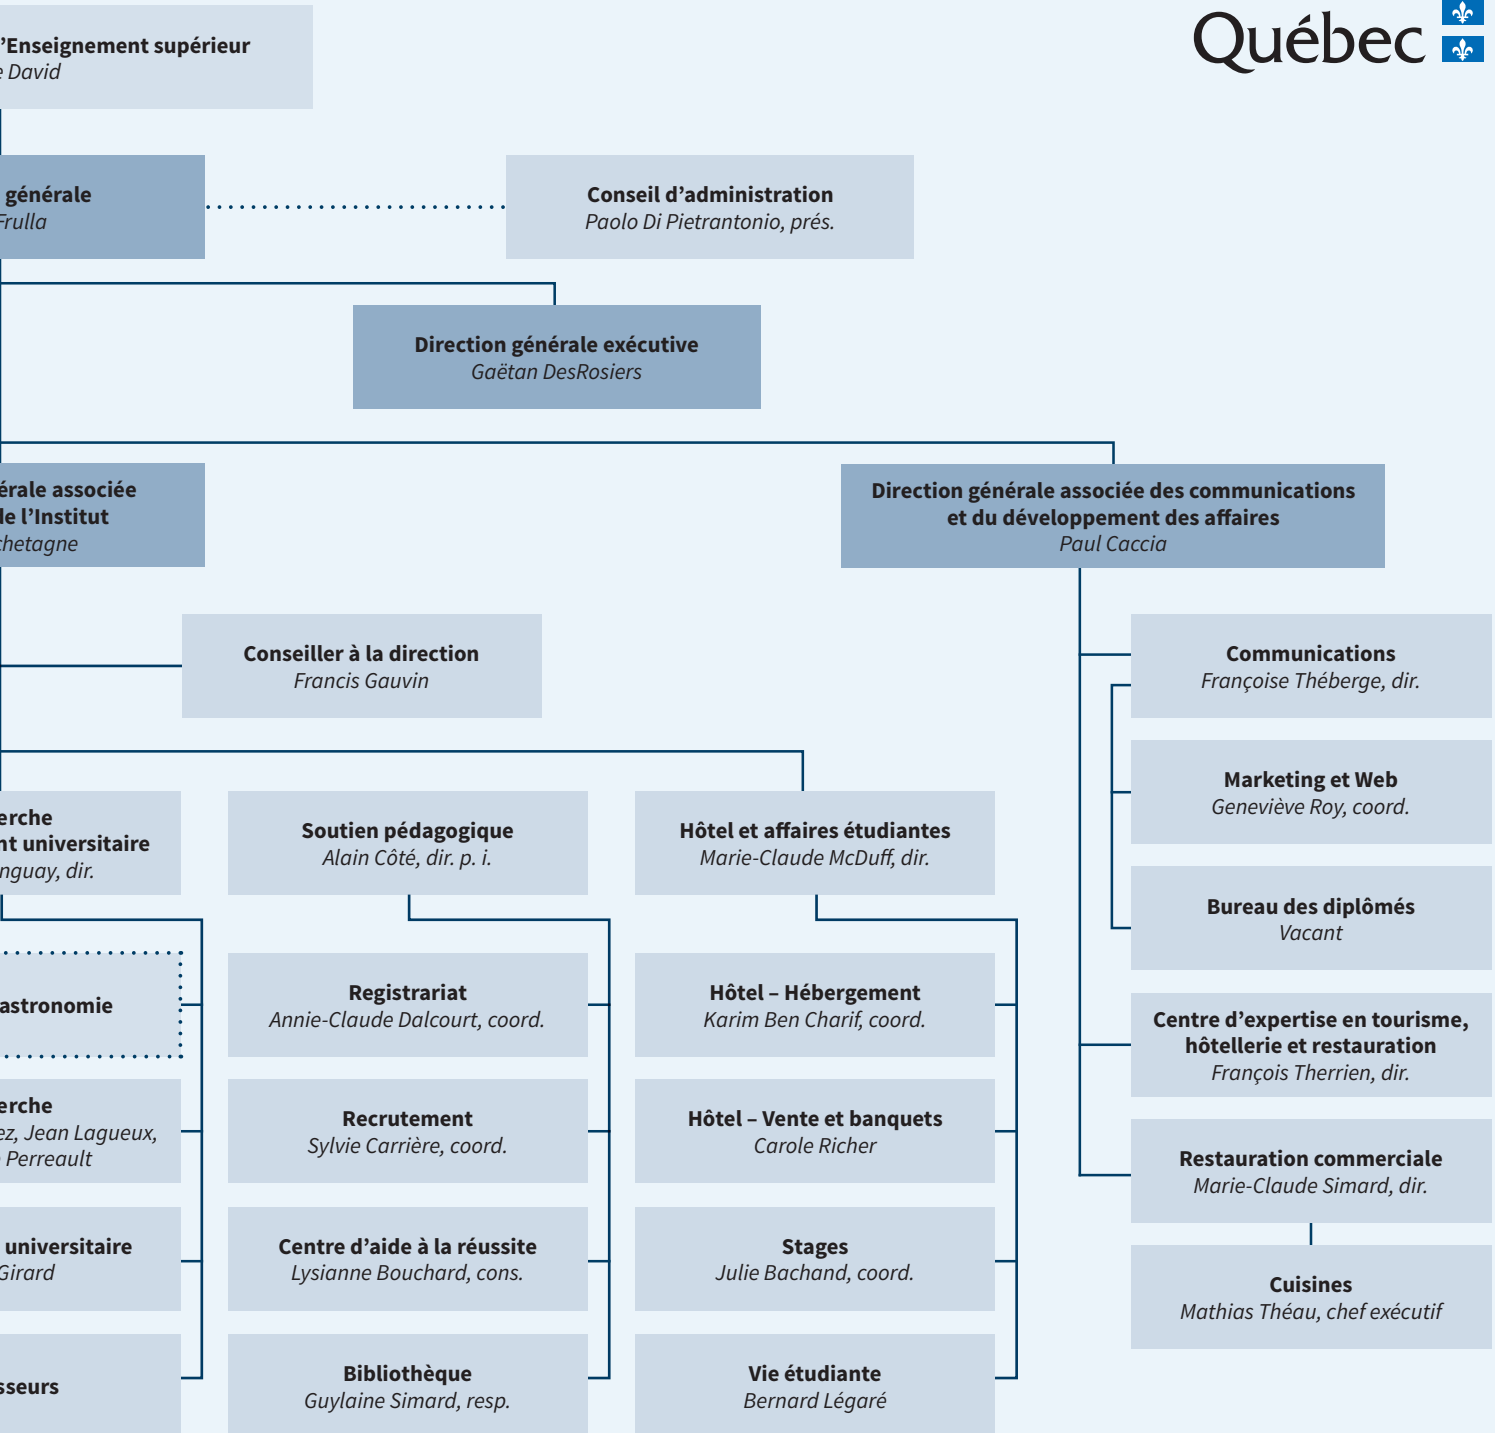 Québec
’Enseignement supérieur
David
générale
Frulla
Conseil d’administration
Paolo Di Pietrantonio, prés.
Direction générale exécutive
Gaëtan DesRosiers
associée
de l’Institut
Direction générale associée des communications
et du développement des affaires
Paul Caccia
Conseiller à la direction
Francis Gauvin
Communications
Françoise Théberge, dir.
Marketing et Web
Geneviève Roy, coord.
Bureau des diplômés
Vacant
Centre d’expertise en tourisme,
hôtellerie et restauration
François Therrien, dir.
Restauration commerciale
Marie-Claude Simard, dir.
Cuisines
Mathias Théau, chef exécutif
universitaire
dir.
Soutien pédagogique
Alain Côté, dir. p. i.
Hôtel et affaires étudiantes
Marie-Claude McDuff, dir.
astronomie
Registrariat
Annie-Claude Dalcourt, coord.
Hôtel – Hébergement
Karim Ben Charif, coord.
erche
ez, Jean Lagueux,
Perreault
Recrutement
Sylvie Carrière, coord.
Hôtel – Vente et banquets
Carole Richer
universitaire
Girard
Centre d’aide à la réussite
Lysianne Bouchard, cons.
Stages
Julie Bachand, coord.
sseurs
Bibliothèque
Guylaine Simard, resp.
Vie étudiante
Bernard Légaré